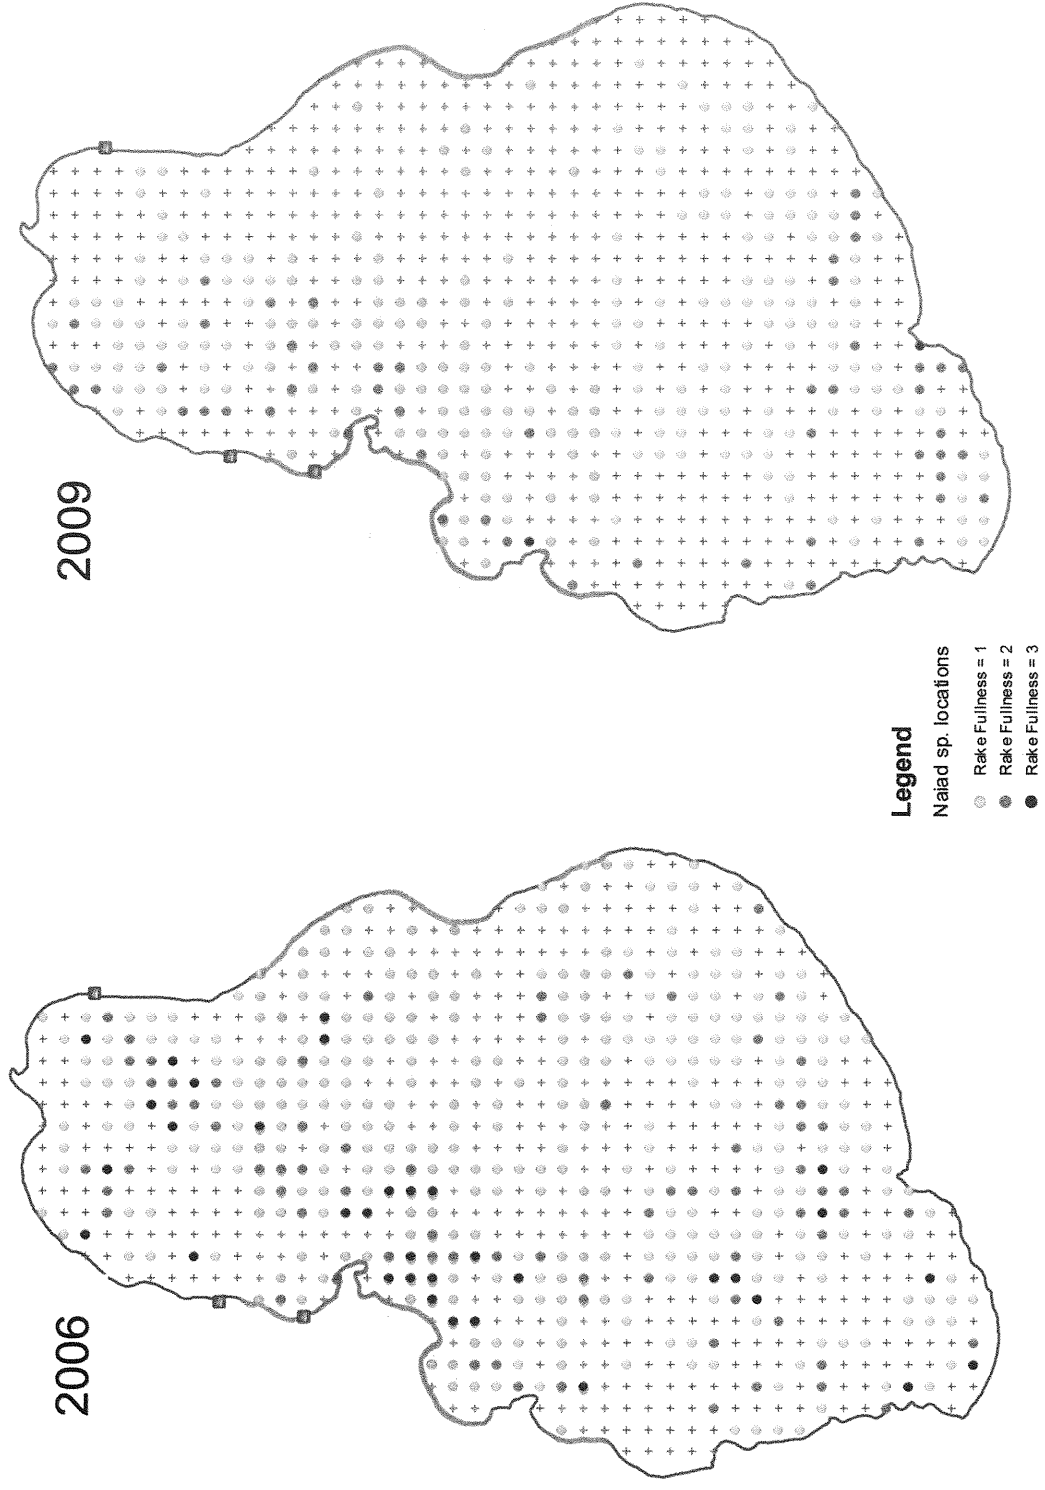 2006
2009
Legend
Naiad sp. locations
Rake Fullness = 1
Rake Fullness = 2
Rake Fullness = 3